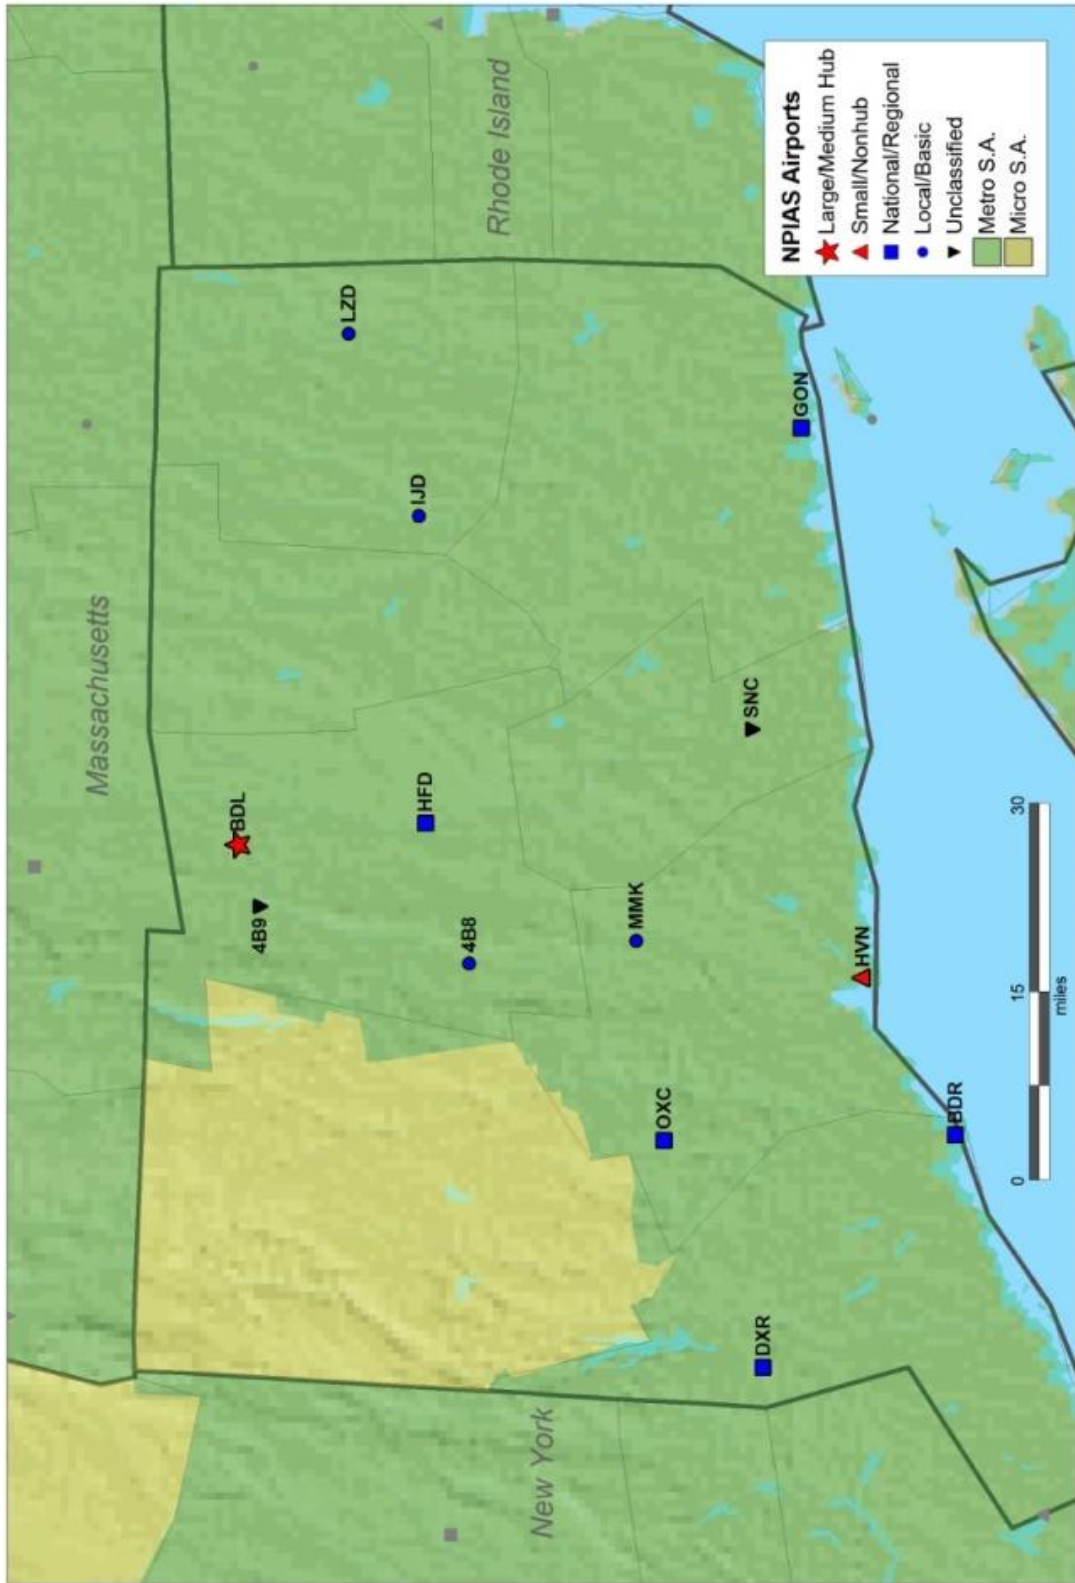 Massachusetts
Rhode Island
New York
BDL
4B9
HFD
4B8
IJD
LZD
MMK
OXC
SNC
DXR
HVN
GON
BDR
NPIAS Airports
Large/Medium Hub
Small/Nonhub
National/Regional
Local/Basic
Unclassified
Metro S.A.
Micro S.A.
0 15 30
miles